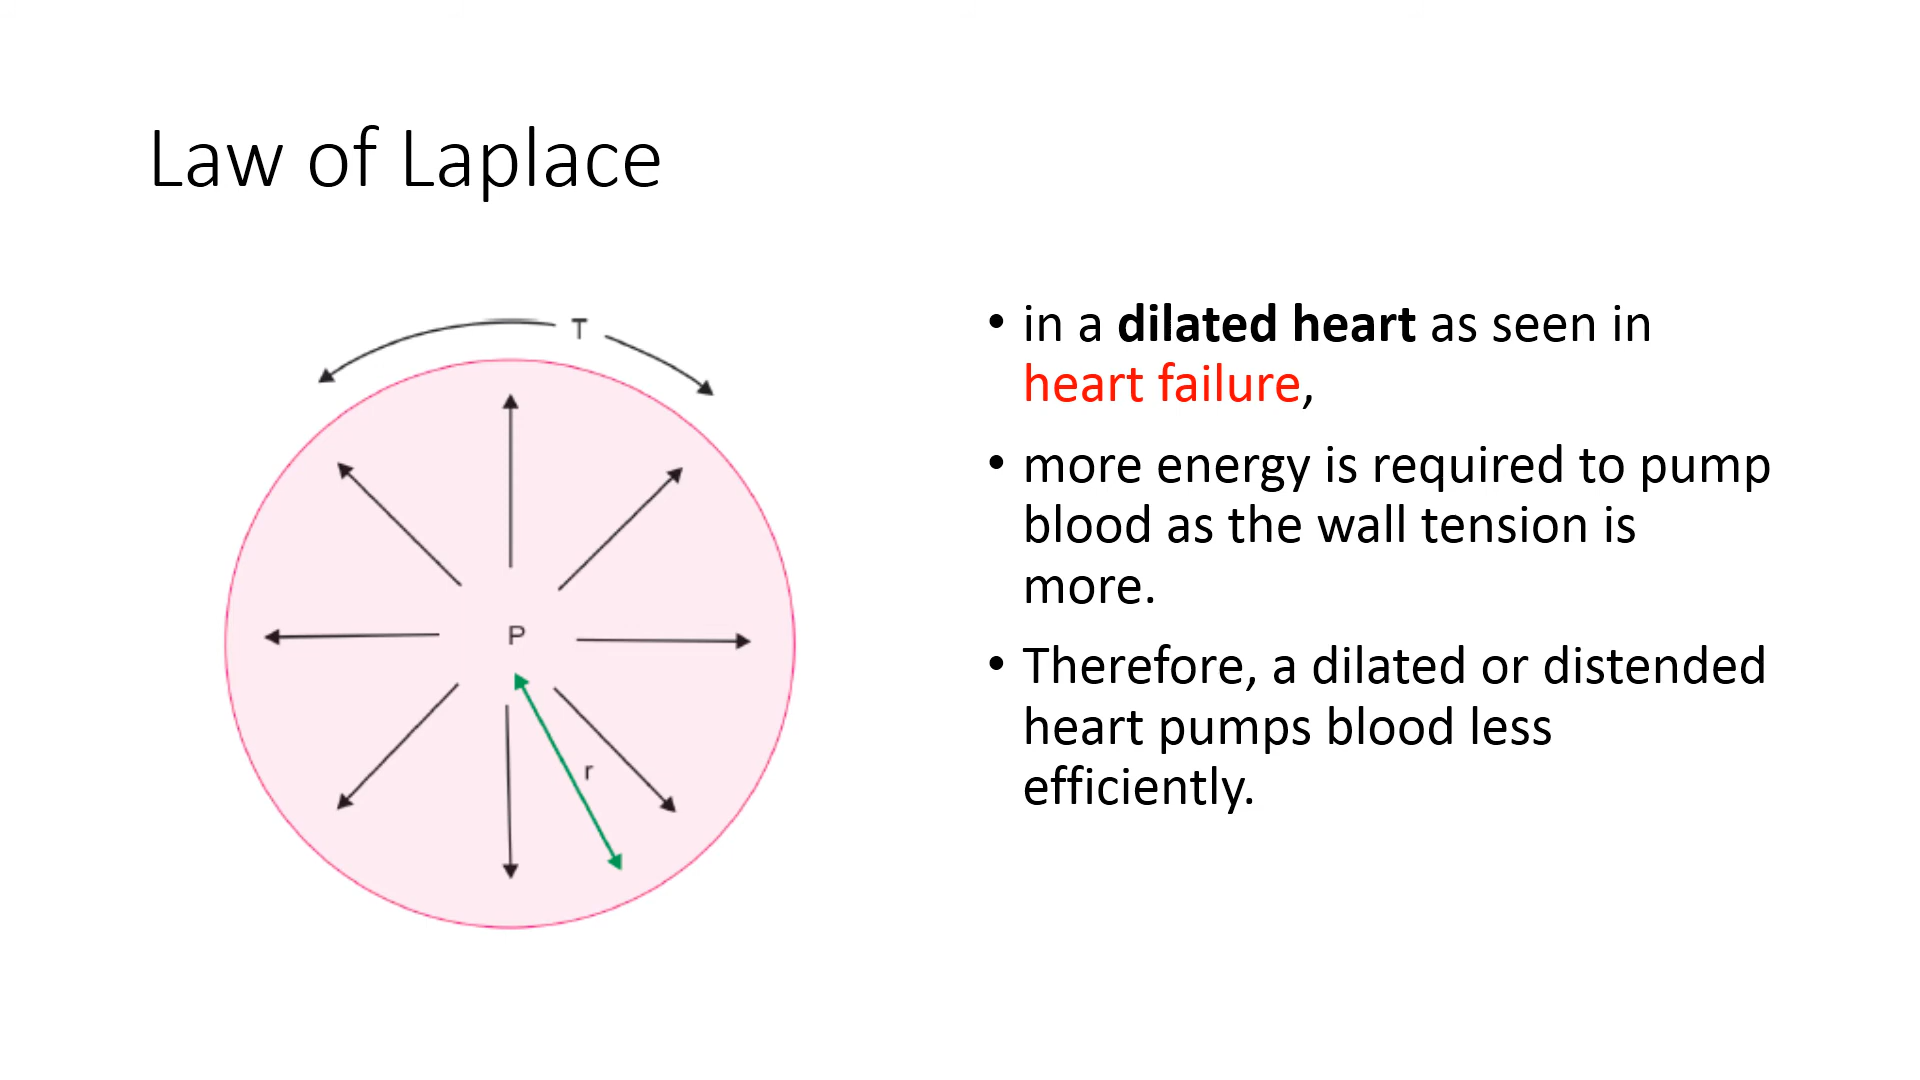 Law of Laplace
T
P
r
• in a dilated heart as seen in
heart failure,
• more energy is required to pump
blood as the wall tension is
more.
• Therefore, a dilated or distended
heart pumps blood less
efficiently.